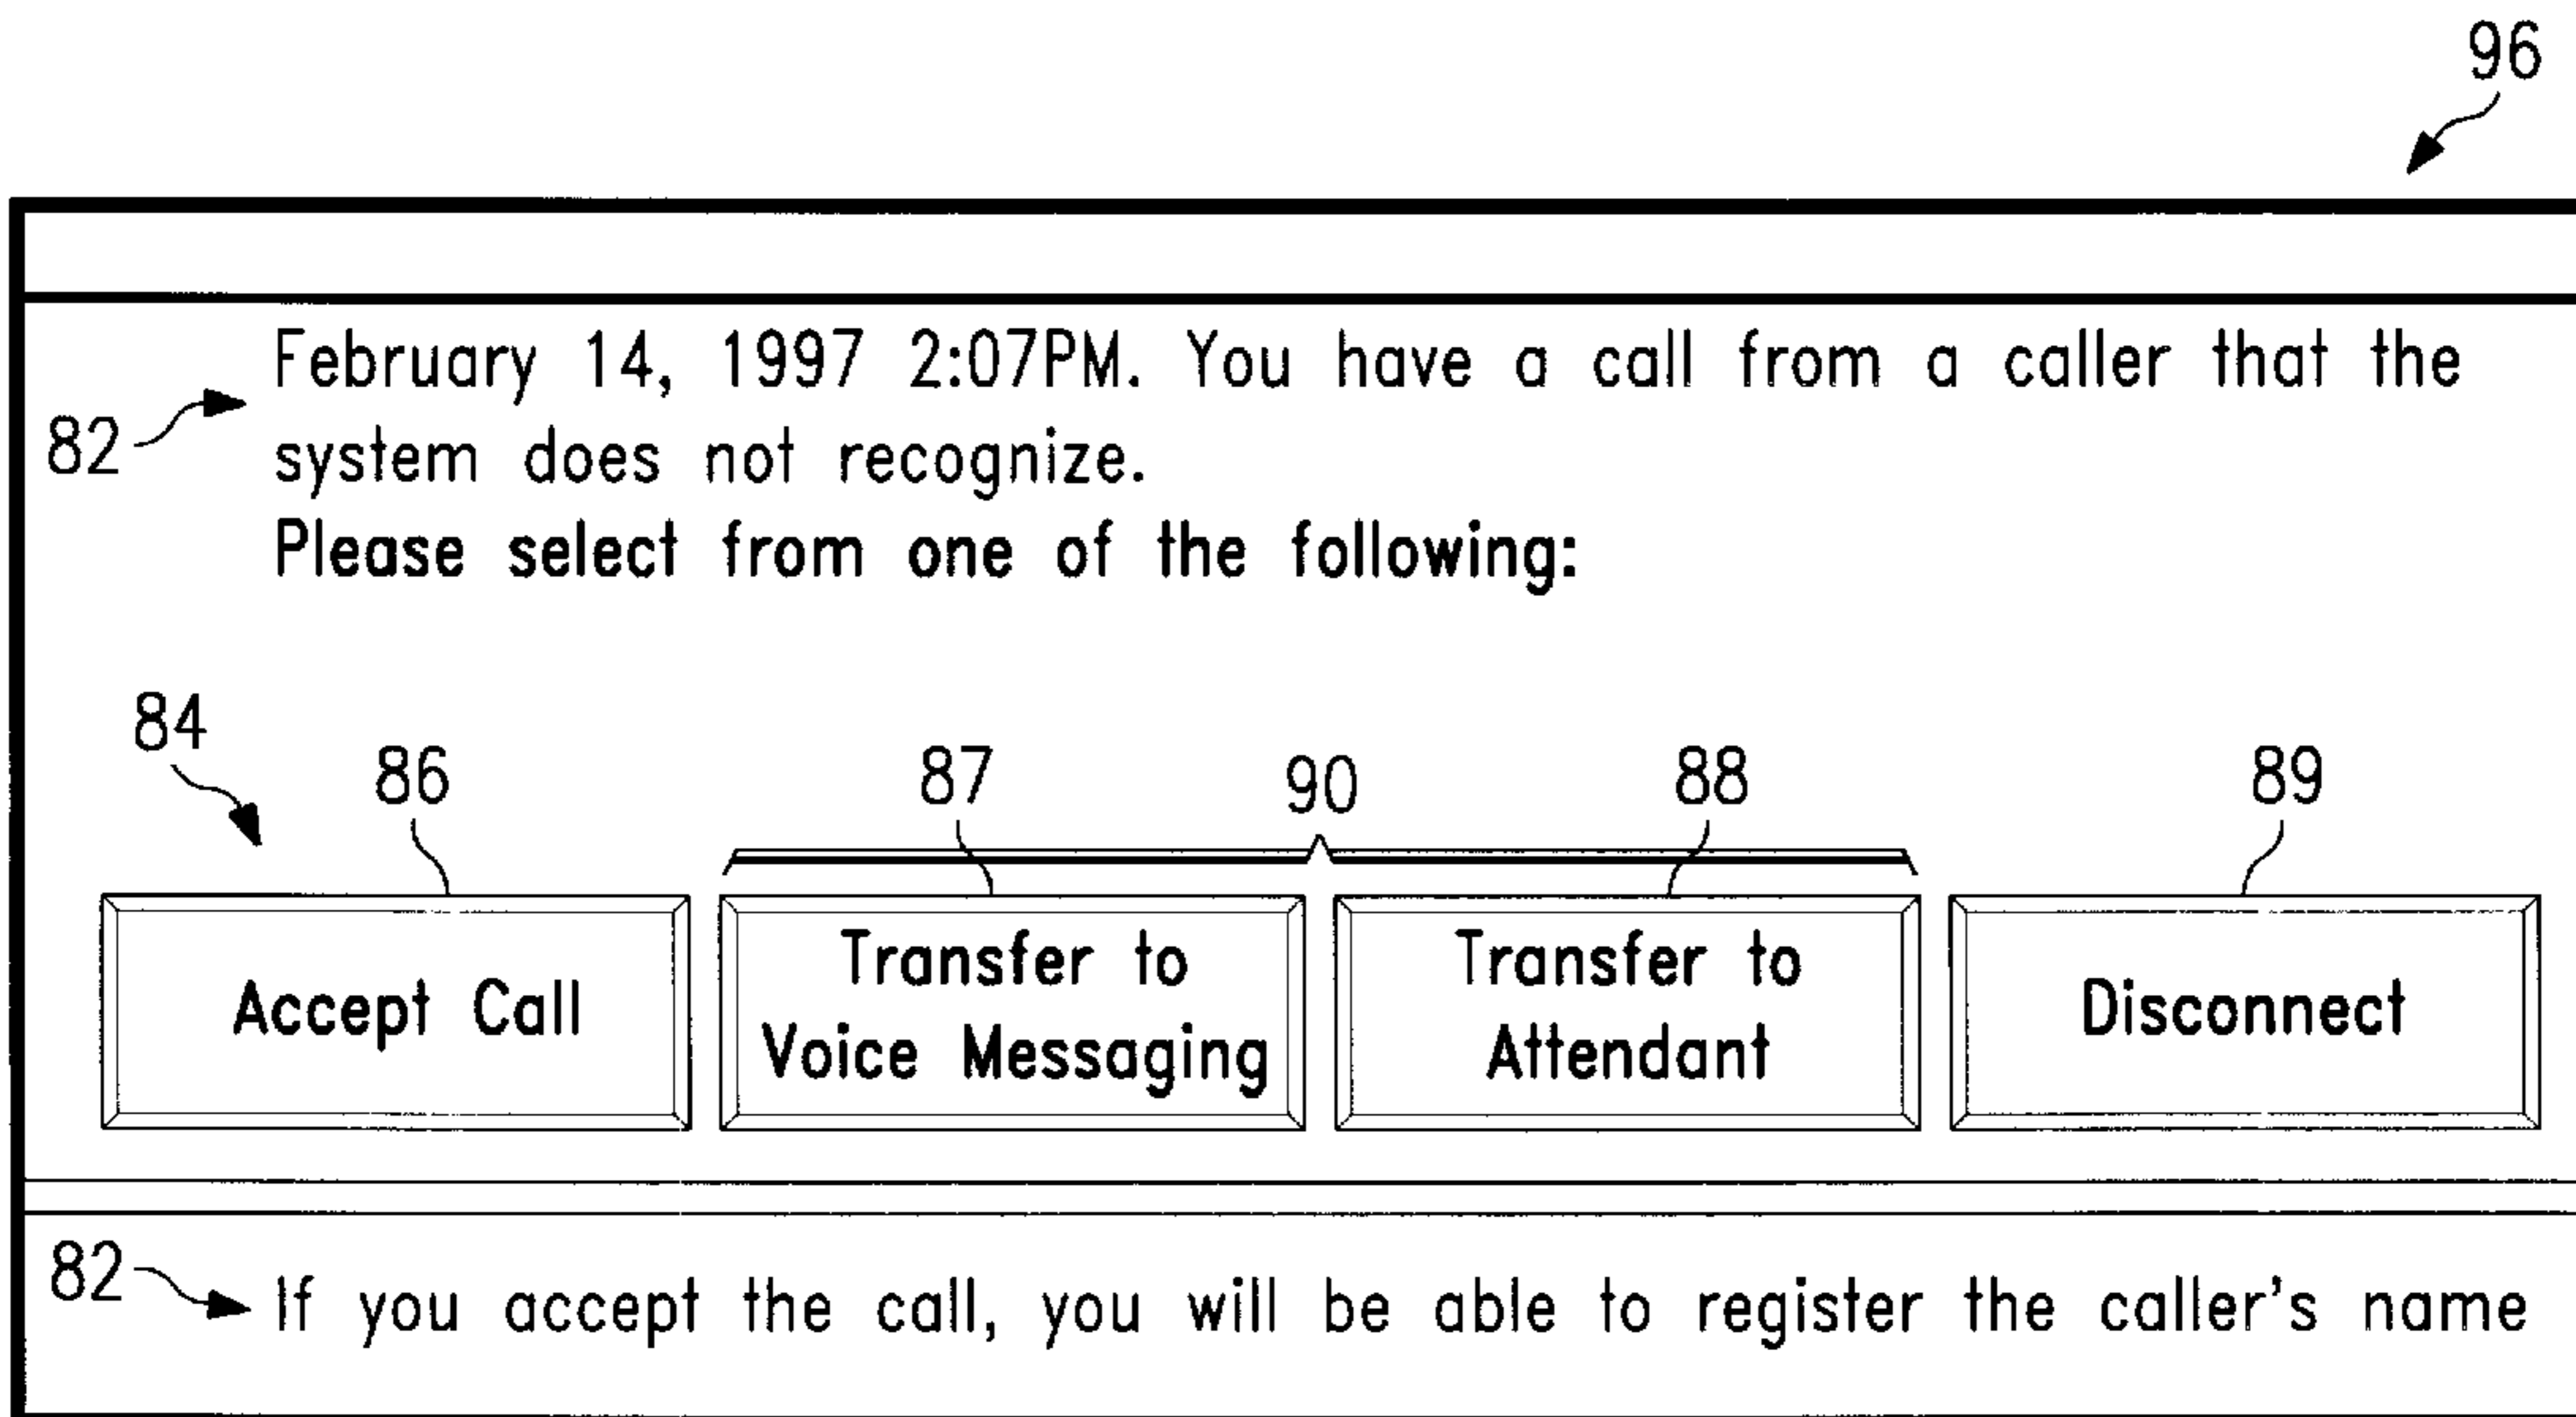 96
February 14, 1997 2:07PM. You have a call from a caller that the
82
system does not recognize.
Please select from one of the following:
84
86
87
90
88
89
Accept Call
Transfer to
Voice Messaging
Transfer to
Attendant
Disconnect
82
If you accept the call, you will be able to register the caller's name